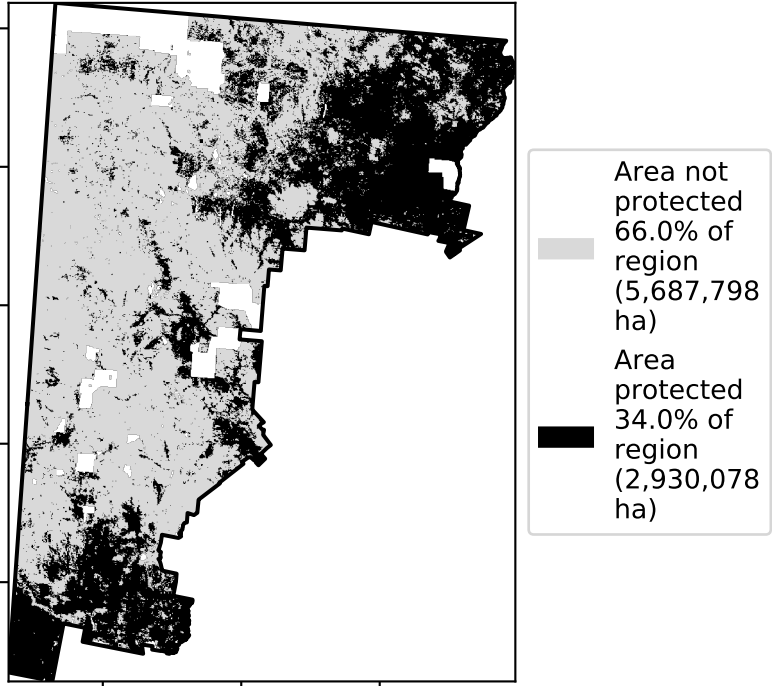 Area not
protected
66.0% of
region
(5,687,798
ha)
Area
protected
34.0% of
region
(2,930,078
ha)